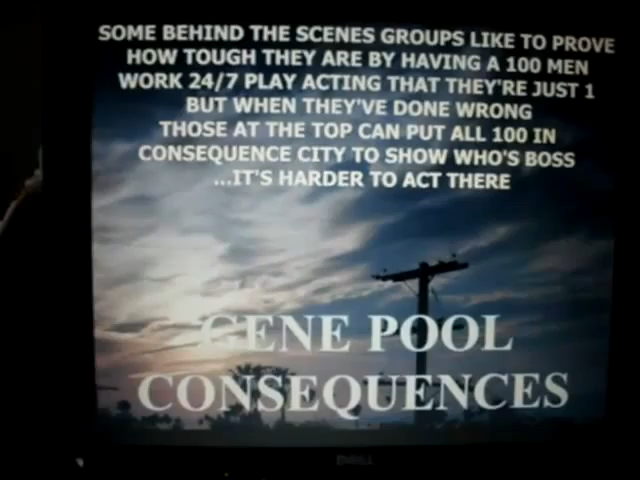 SOME BEHIND THE SCENES GROUPS LIKE TO PROVE
HOW TOUGH THEY ARE BY HAVING A 100 MEN
WORK 24/7 PLAY ACTING THAT THEY'RE JUST 1
BUT WHEN THEY'VE DONE WRONG
THOSE AT THE TOP CAN PUT ALL 100 IN
CONSEQUENCE CITY TO SHOW WHO'S BOSS
...IT'S HARDER TO ACT THERE
GENE POOL
CONSEQUENCES